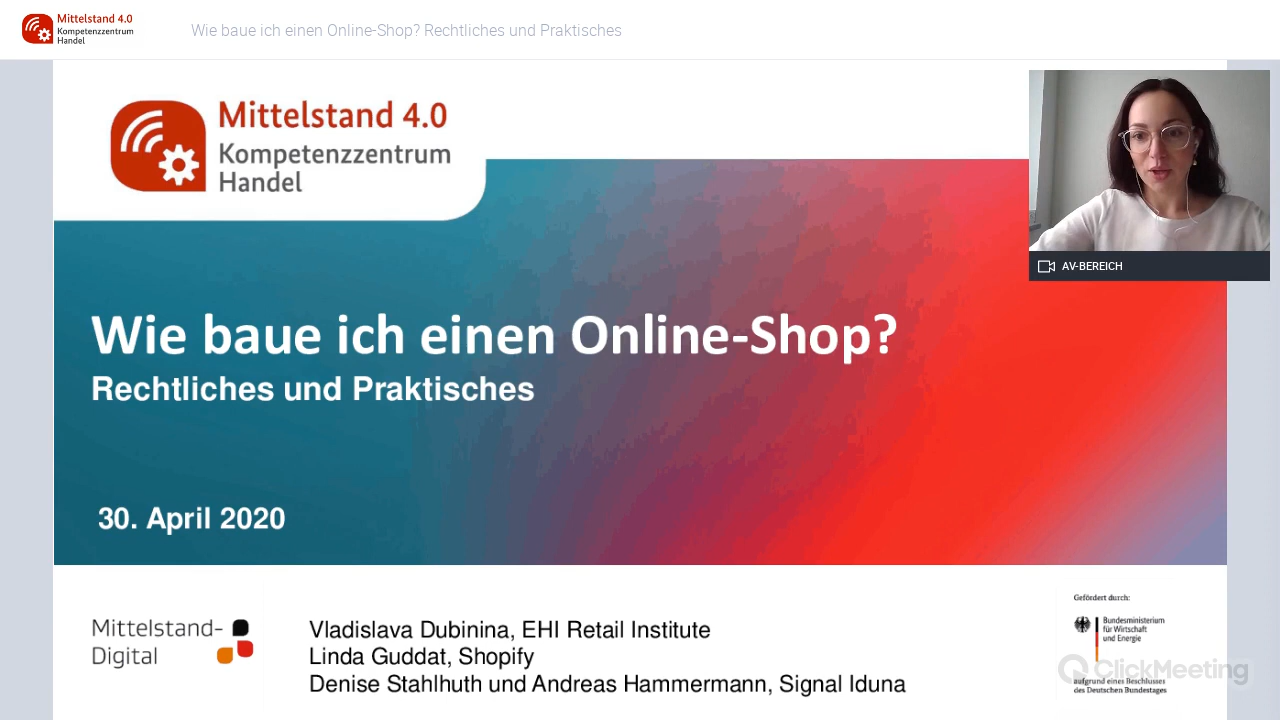 Mittelstand 4.0
Kompetenzzentrum
Handel
Wie baue ich einen Online-Shop? Rechtliches und Praktisches
Mittelstand 4.0
Kompetenzzentrum
Handel
AV-BEREICH
Wie baue ich einen Online-Shop?
Rechtliches und Praktisches
30. April 2020
Mittelstand-
Digital
Vladislava Dubinina, EHI Retail Institute
Linda Guddat, Shopify
Denise Stahlhuth und Andreas Hammermann, Signal Iduna
Gefördert durch:
Bundesministerium
für Wirtschaft
und Energie
ClickMeeting
aufgrund eines Beschlusses
des Deutschen Bundestages